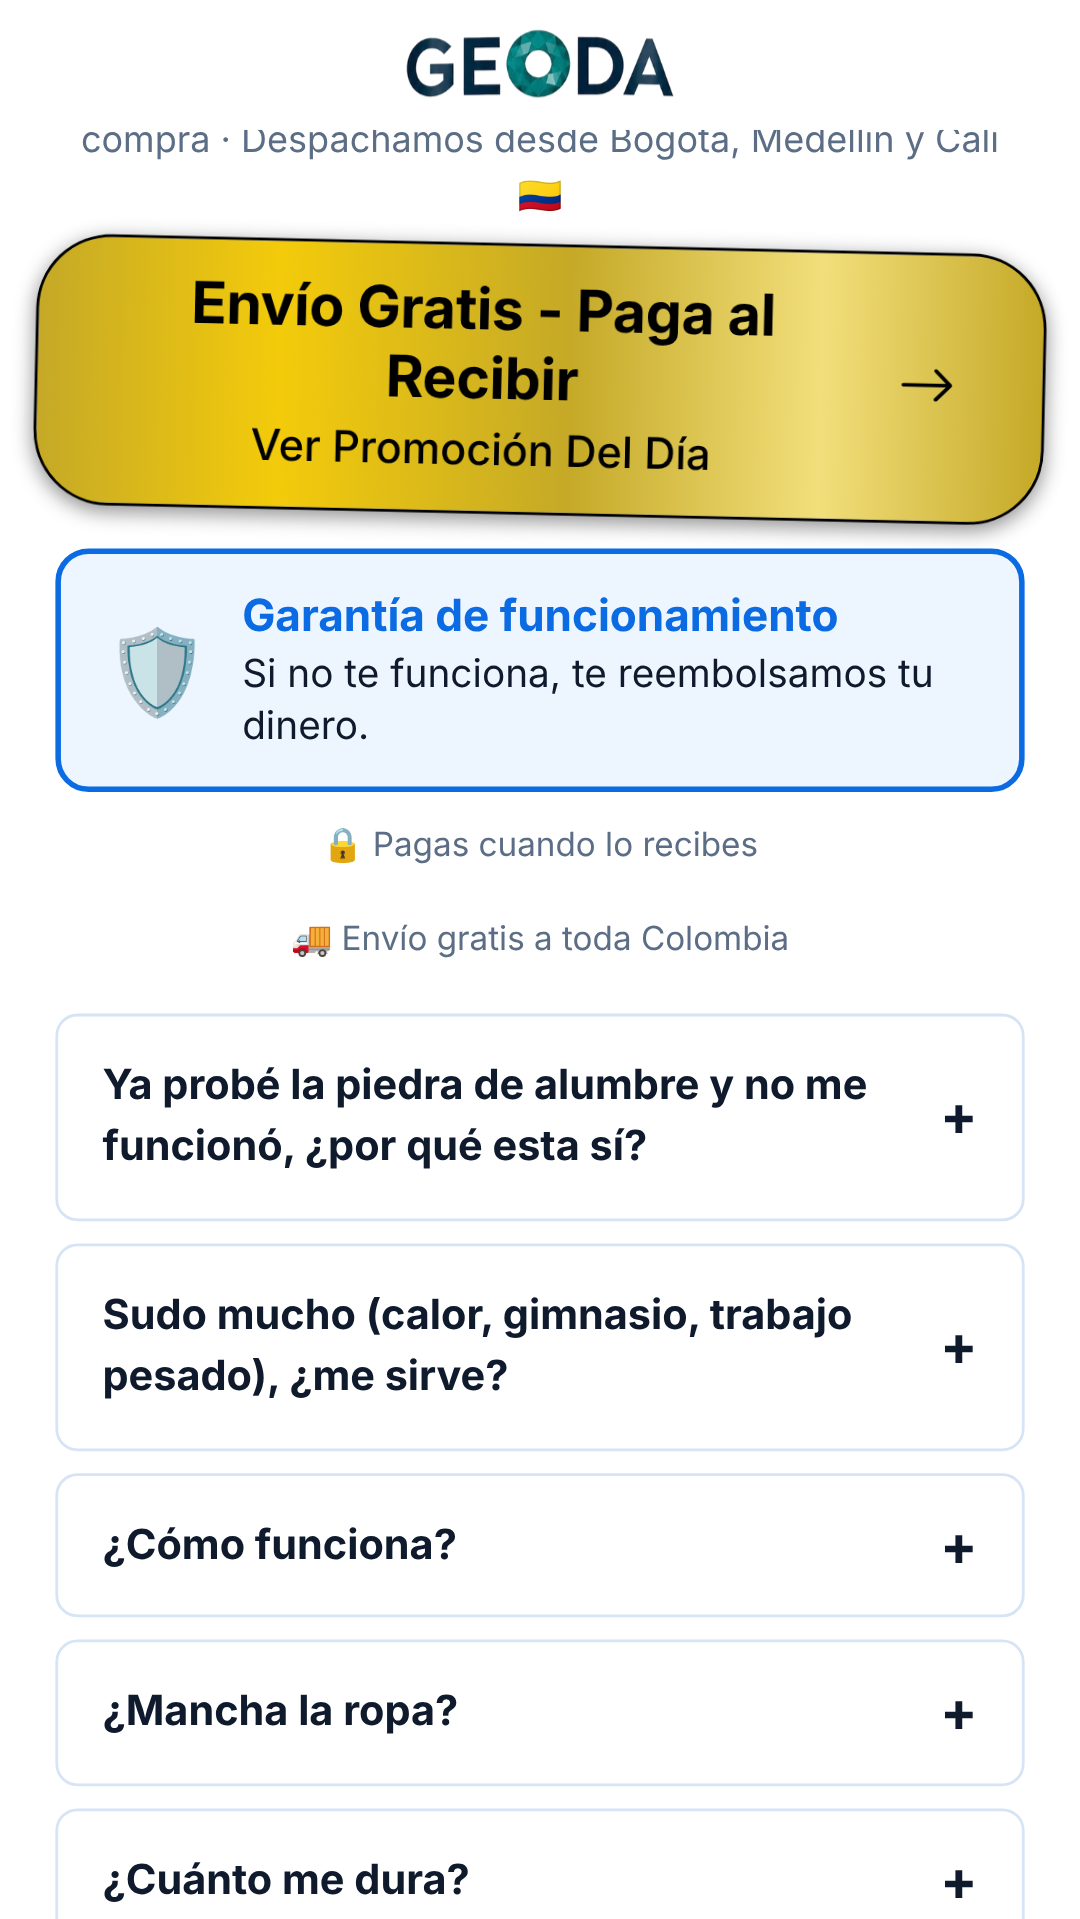 GEODA
compra · Despachamos desde Bogotá, Medellín y Cali
Envío Gratis - Paga al
Recibir
Ver Promoción Del Día
Garantía de funcionamiento
Si no te funciona, te reembolsamos tu
dinero.
Pagas cuando lo recibes
Envío gratis a toda Colombia
Ya probé la piedra de alumbre y no me
funcionó, ¿por qué esta sí?
+
Sudo mucho (calor, gimnasio, trabajo
pesado), ¿me sirve?
+
¿Cómo funciona?
+
¿Mancha la ropa?
+
¿Cuánto me dura?
+